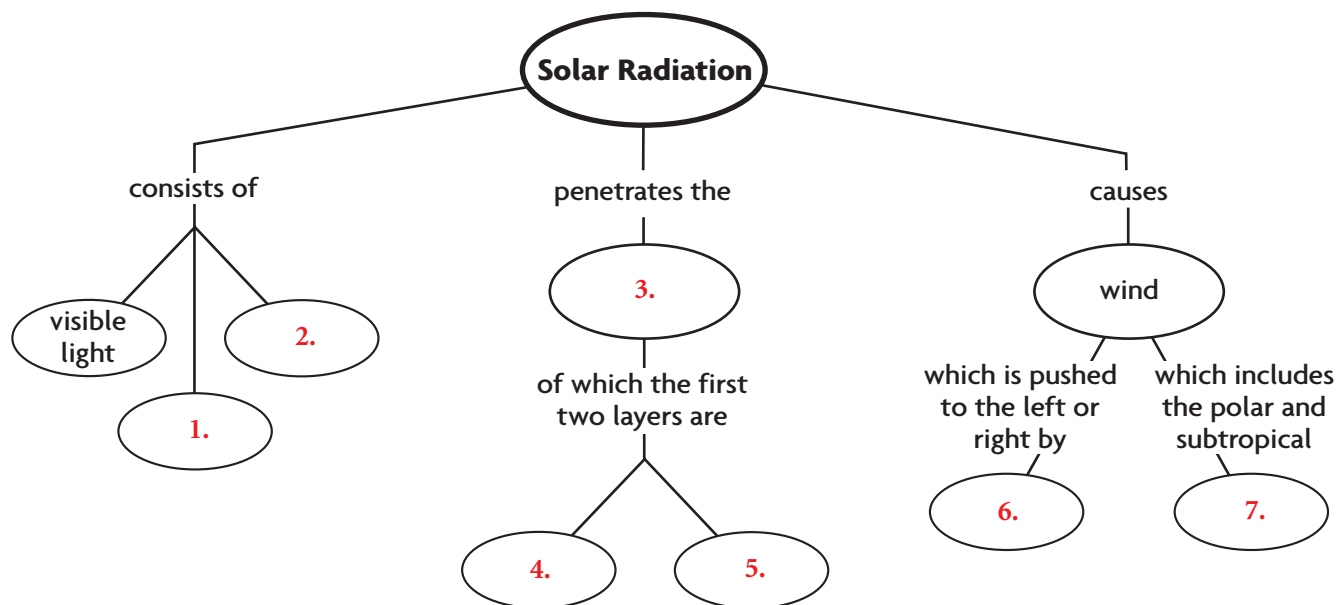 Solar Radiation
consists of
penetrates the
causes
visible
light
2.
1.
3.
of which the first
two layers are
4.
5.
wind
which is pushed
to the left or
right by
which includes
the polar and
subtropical
6.
7.